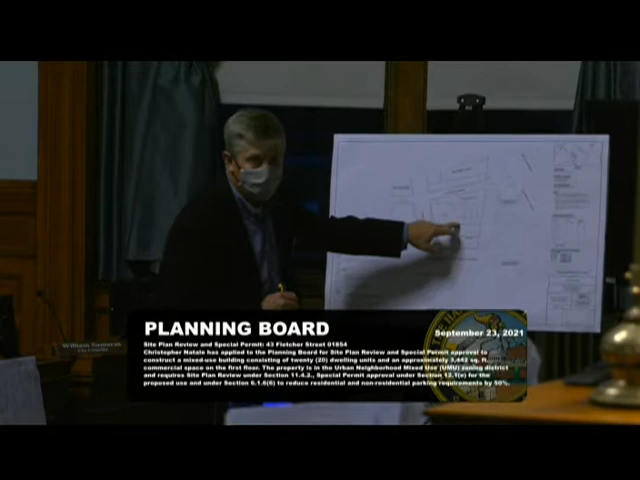 PLANNING BOARD
September 23, 2021
Site Plan Review and Special Permit: 43 Fletcher Street 01854
Christopher Natale has applied to the Planning Board for Site Plan Review and Special Permit approval to
construct a mixed-use building consisting of twenty (20) dwelling units and an approximately 3,442 sq. ft.
commercial space on the first floor. The property is in the Urban Neighborhood Mixed Use (UMU) zoning district
and requires Site Plan Review under Section 11.4.2., Special Permit approval under Section 12.1(e) for the
proposed use and under Section 6.1.6(6) to reduce residential and non-residential parking requirements by 50%.
William Samaras